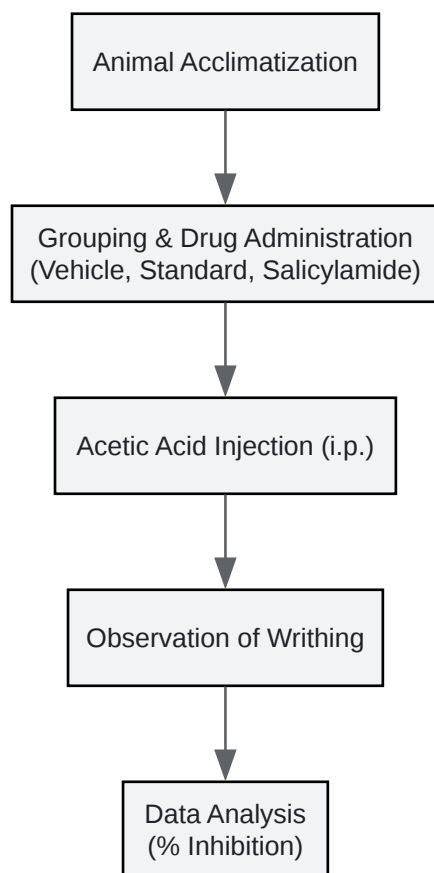 Animal Acclimatization
Grouping & Drug Administration
(Vehicle, Standard, Salicylamide)
Acetic Acid Injection (i.p.)
Observation of Writhing
Data Analysis
(% Inhibition)